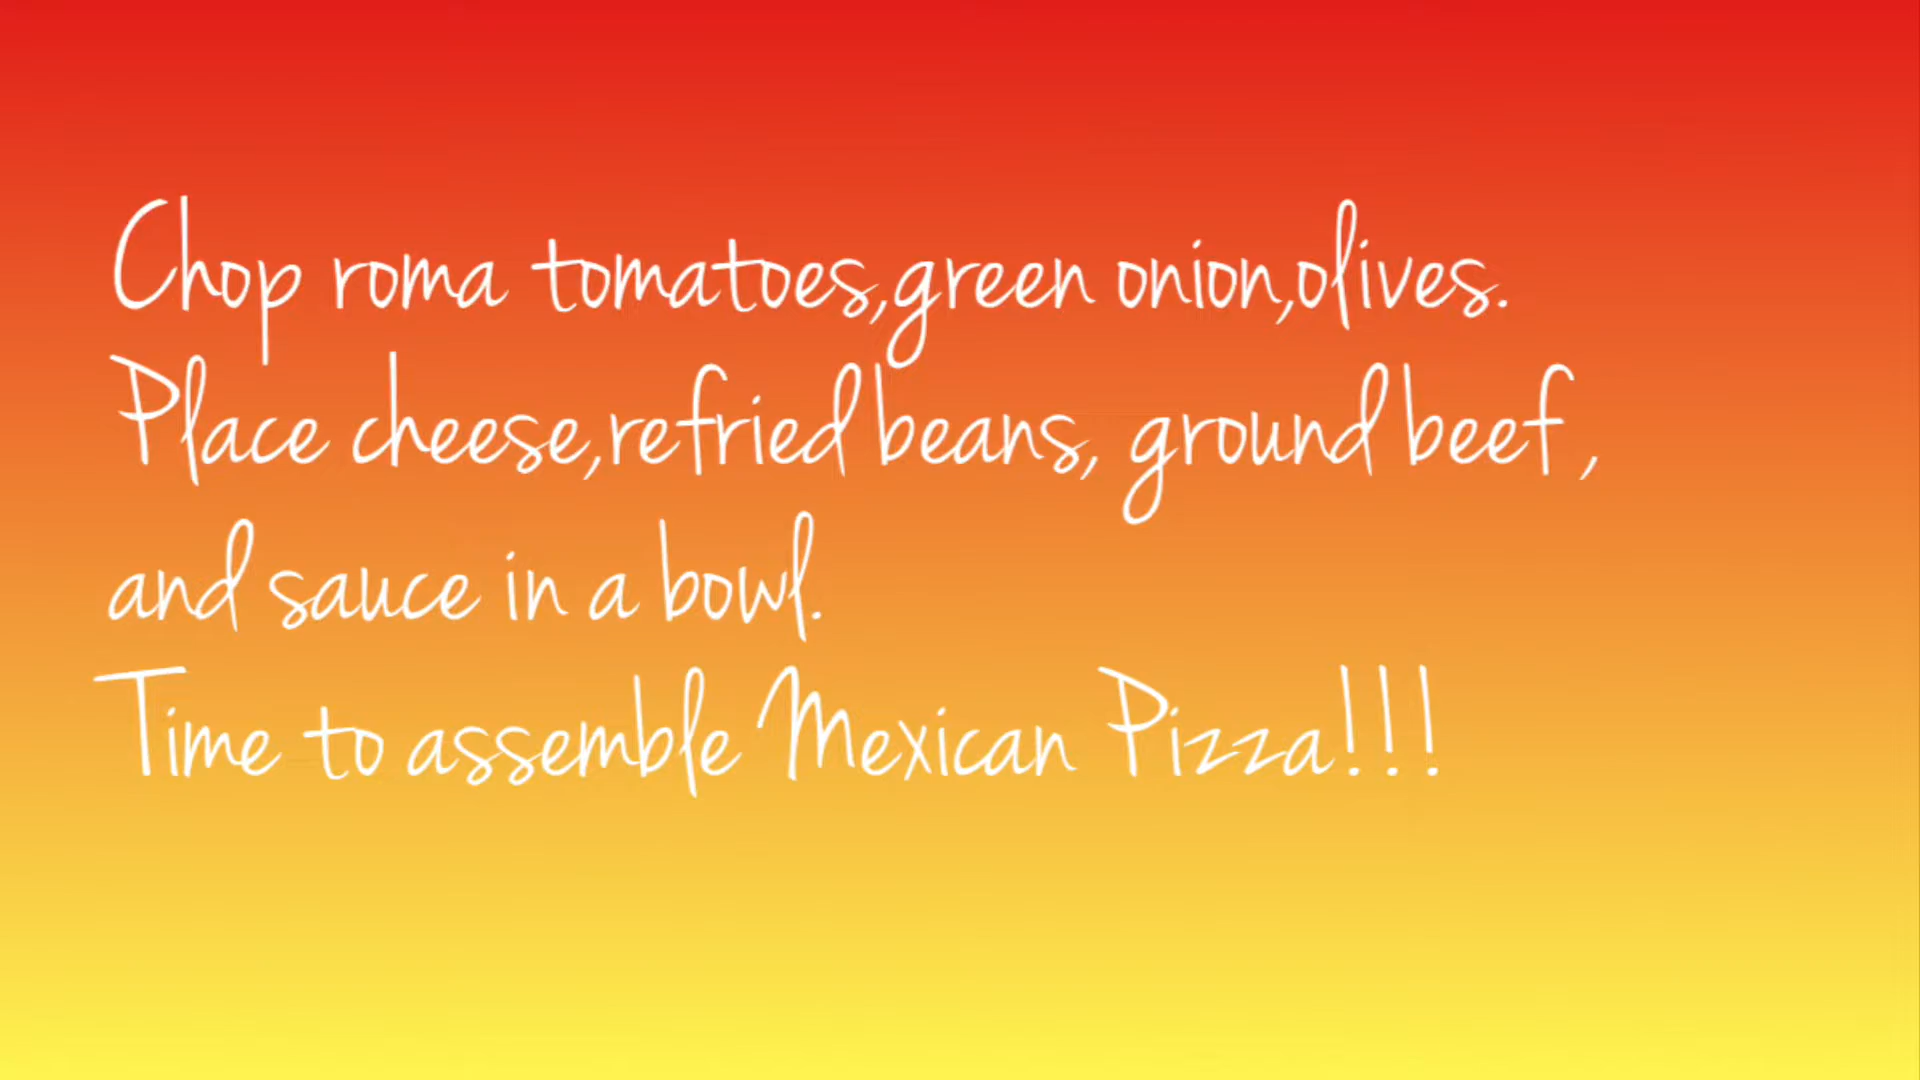 Chop roma tomatoes,green onion,olives.
Place cheese,refried beans, ground beef ,
and sauce in a bowl.
Time to assemble Mexican Pizza!!!